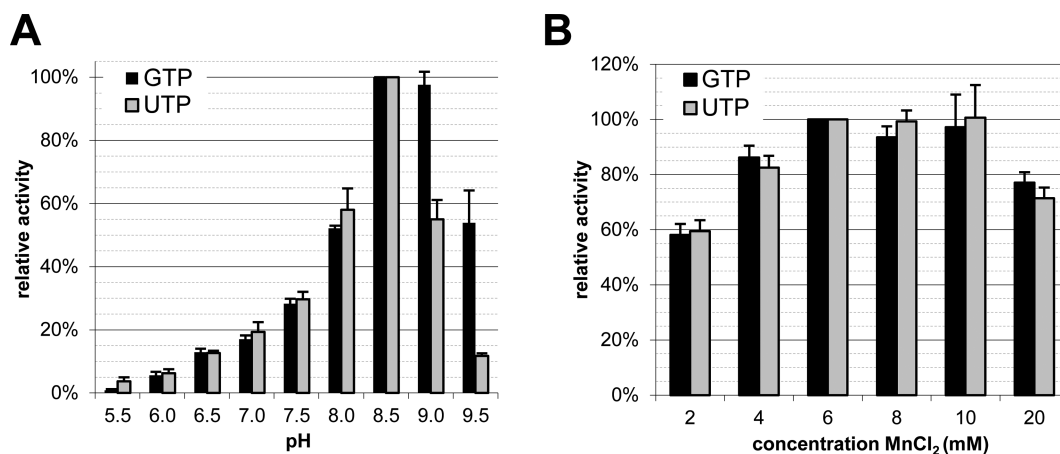 A
100%
80%
60%
40%
20%
0%
relative activity
GTP
UTP
5.5 6.0 6.5 7.0 7.5 8.0 8.5 9.0 9.5
pH
B
120%
100%
80%
60%
40%
20%
0%
relative activity
GTP
UTP
2 4 6 8 10 20
concentration MnCl₂ (mM)